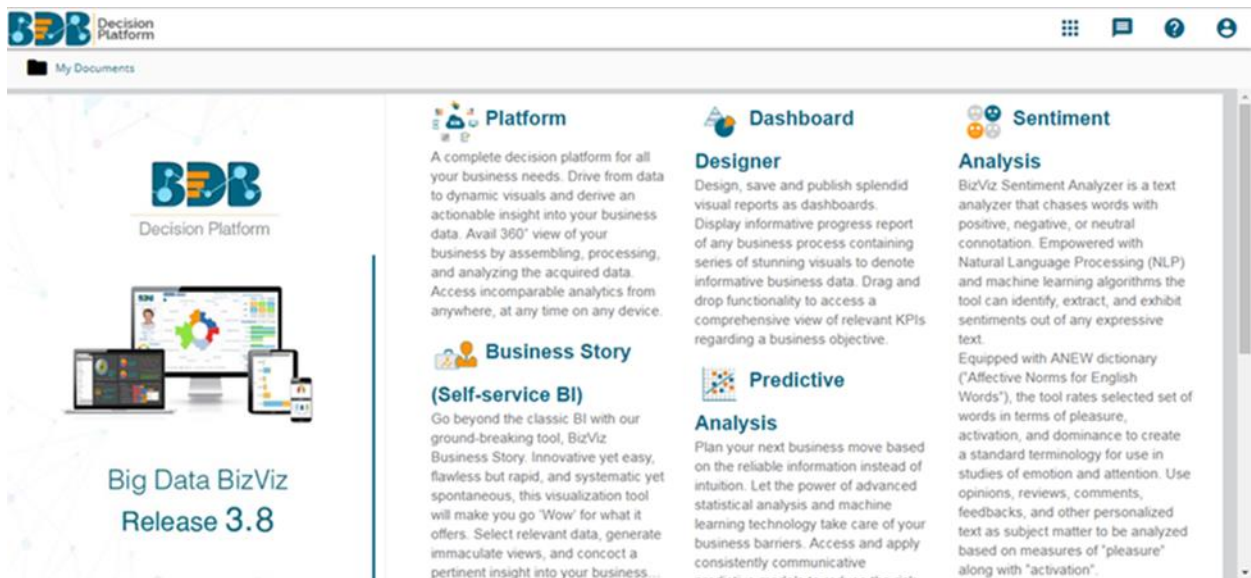 BDB Decision
Platform
My Documents
BDB
Decision Platform
Big Data BizViz
Release 3.8
Platform
A complete decision platform for all
your business needs. Drive from data
to dynamic visuals and derive an
actionable insight into your business
data. Avail 360° view of your
business by assembling, processing,
and analyzing the acquired data.
Access incomparable analytics from
anywhere, at any time on any device.
Business Story
(Self-service BI)
Go beyond the classic BI with our
ground-breaking tool, BizViz
Business Story. Innovative yet easy,
flawless but rapid, and systematic yet
spontaneous, this visualization tool
will make you go 'Wow' for what it
offers. Select relevant data, generate
immaculate views, and concoct a
pertinent insight into your business...
Dashboard
Designer
Design, save and publish splendid
visual reports as dashboards.
Display informative progress report
of any business process containing
series of stunning visuals to denote
informative business data. Drag and
drop functionality to access a
comprehensive view of relevant KPIs
regarding a business objective.
Predictive
Analysis
Plan your next business move based
on the reliable information instead of
intuition. Let the power of advanced
statistical analysis and machine
learning technology take care of your
business barriers. Access and apply
consistently communicative
Sentiment
Analysis
BizViz Sentiment Analyzer is a text
analyzer that chases words with
positive, negative, or neutral
connotation. Empowered with
Natural Language Processing (NLP)
and machine learning algorithms the
tool can identify, extract, and exhibit
sentiments out of any expressive
text.
Equipped with ANEW dictionary
("Affective Norms for English
Words"), the tool rates selected set of
words in terms of pleasure,
activation, and dominance to create
a standard terminology for use in
studies of emotion and attention. Use
opinions, reviews, comments,
feedbacks, and other personalized
text as subject matter to be analyzed
based on measures of "pleasure"
along with "activation".